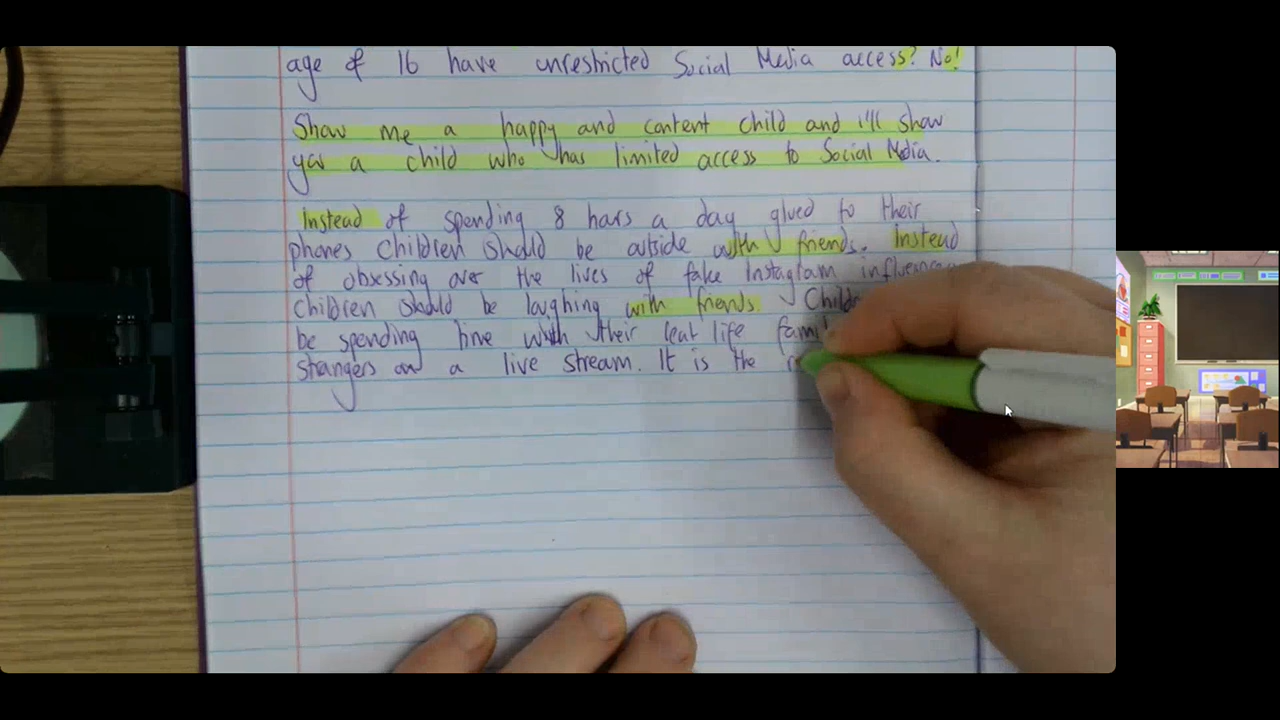 age of 16 have unrestricted Social Media access? No!
Show me a happy and content child and i'll show
you a child who has limited access to Social Media.
Instead of spending 8 hours a day glued to their
phones children should be outside with friends. Instead
of obsessing over the lives of fake Instagram
children should be laughing with friends
be spending time with their real life
strangers on a live stream. It is the